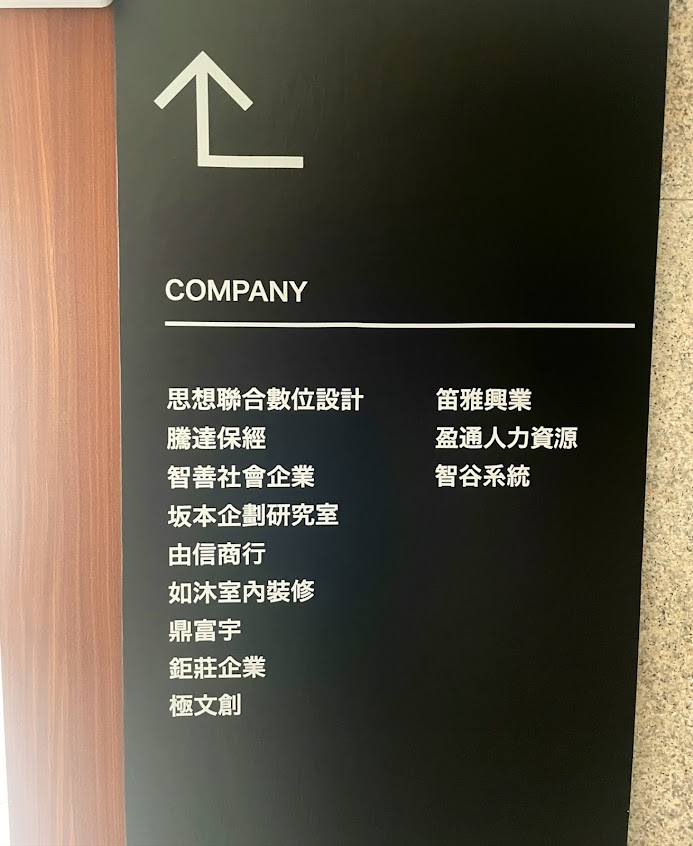 COMPANY
思想聯合數位設計
騰達保經
智善社會企業
坂本企劃研究室
由信商行
如沐室內裝修
鼎富宇
鉅莊企業
極文創
笛雅興業
盈通人力資源
智谷系統